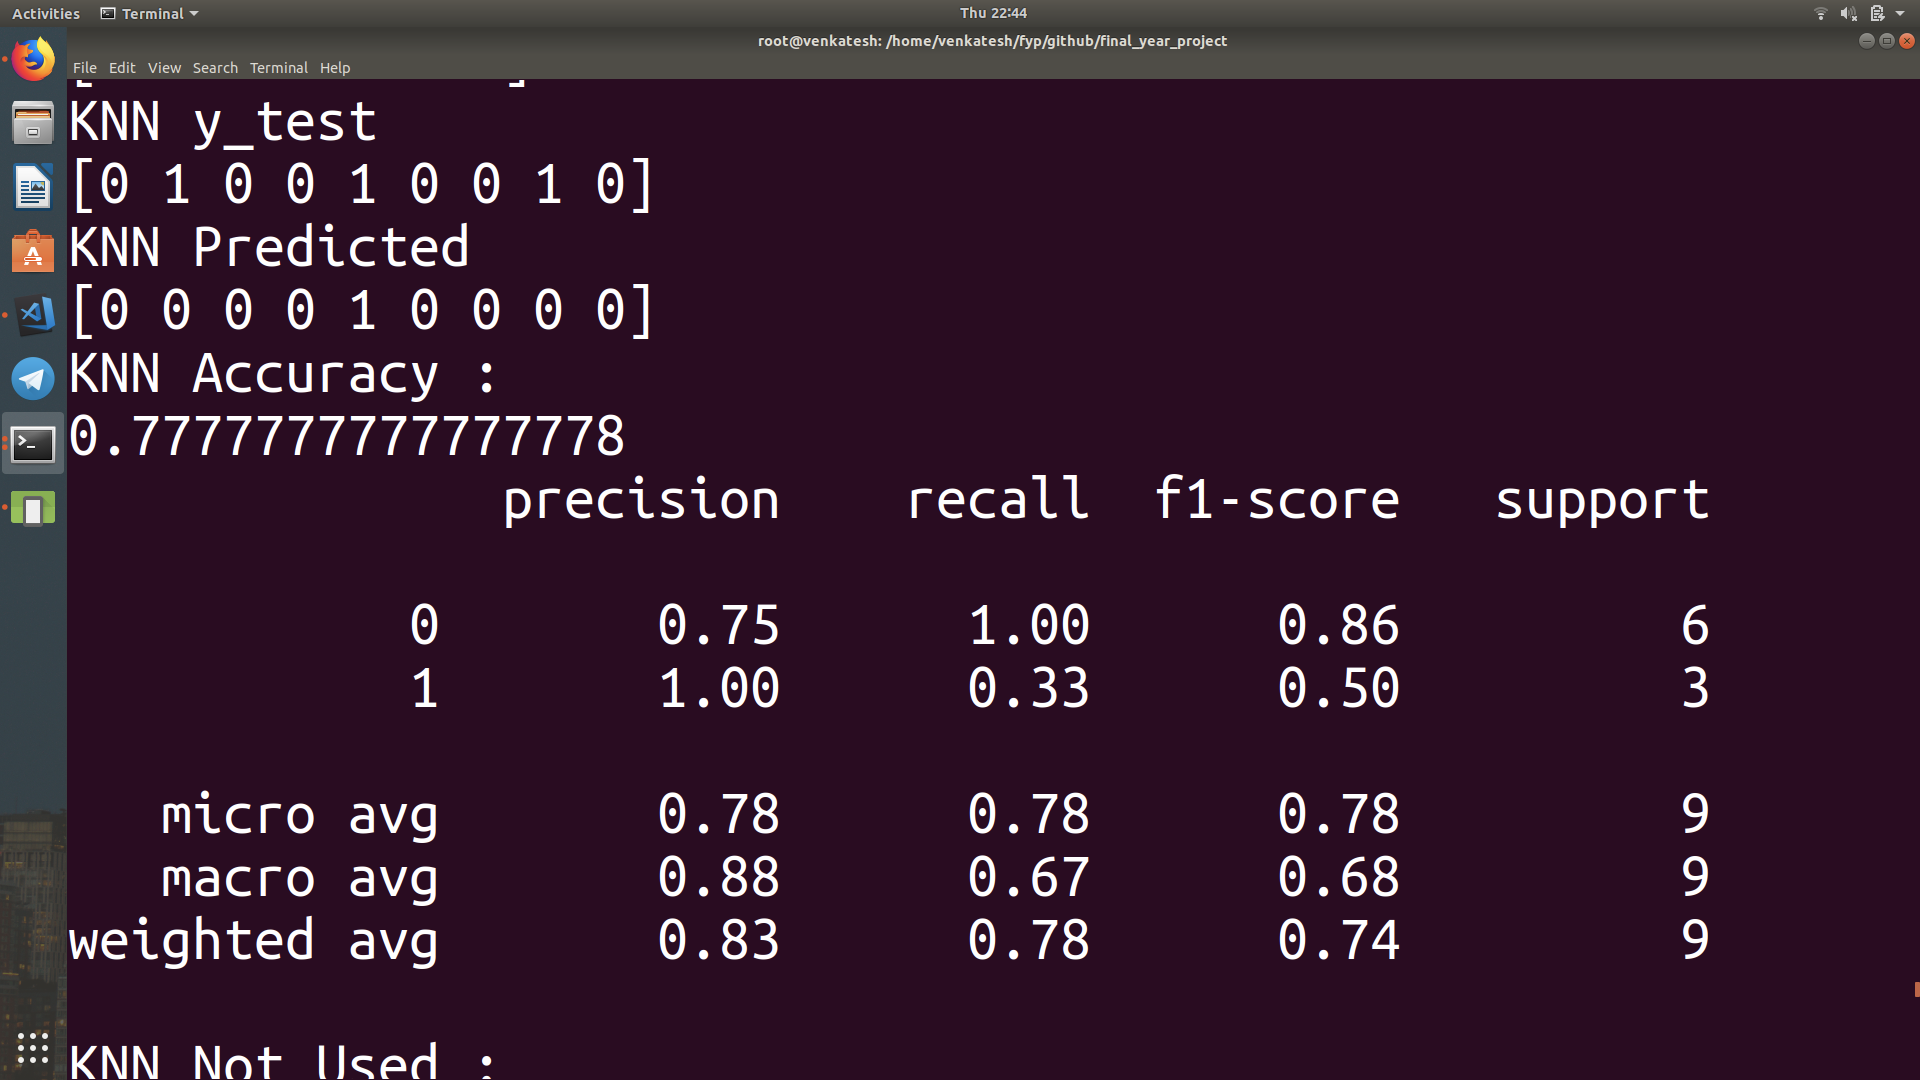 Activities Terminal Thu 22:44
root@venkatesh: /home/venkatesh/fyp/github/final_year_project
File Edit View Search Terminal Help
KNN y_test
[0 1 0 0 1 0 0 1 0]
KNN Predicted
[0 0 0 0 1 0 0 0 0]
KNN Accuracy :
0.7777777777777778
precision recall f1-score support
0 0.75 1.00 0.86 6
1 1.00 0.33 0.50 3
micro avg 0.78 0.78 0.78 9
macro avg 0.88 0.67 0.68 9
weighted avg 0.83 0.78 0.74 9
KNN Not Used :